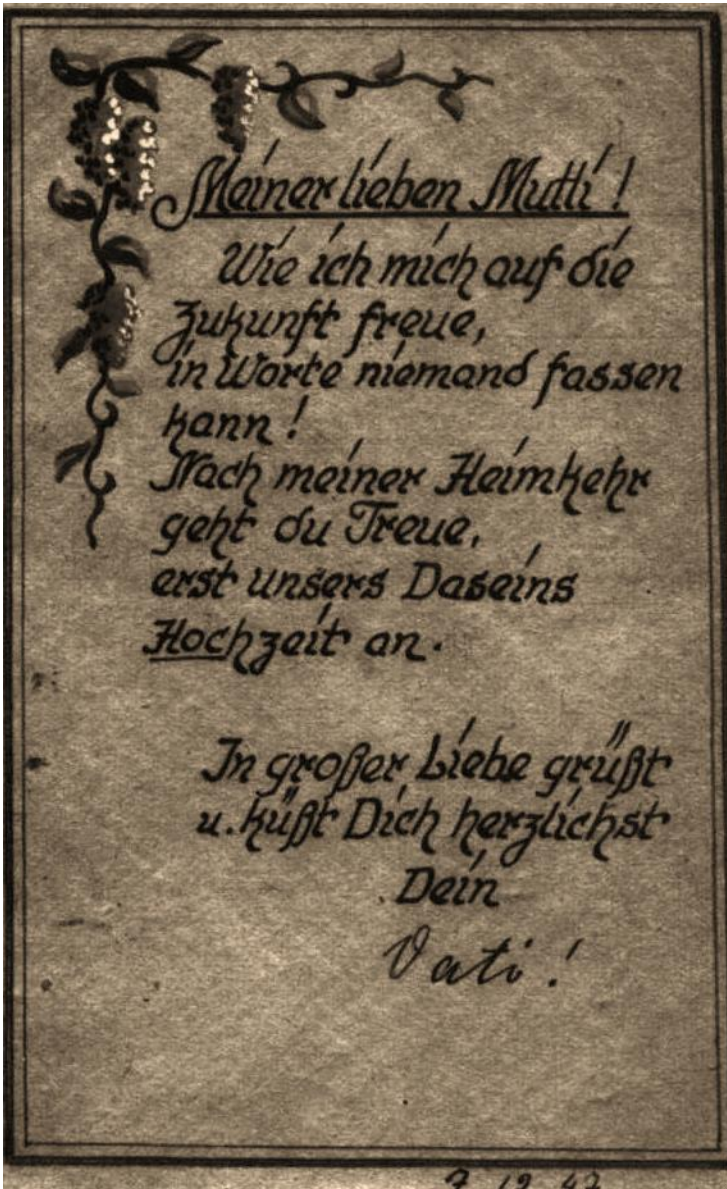 Meiner lieben Mutti!
Wie ich mich auf die
Zukunft freue,
in Worte niemand fassen
kann!
Nach meiner Heimkehr
geht du Treue,
erst unsers Daseins
Hochzeit an.
In großer Liebe grüßt
u. küßt Dich herzlichst
Dein
Vati!